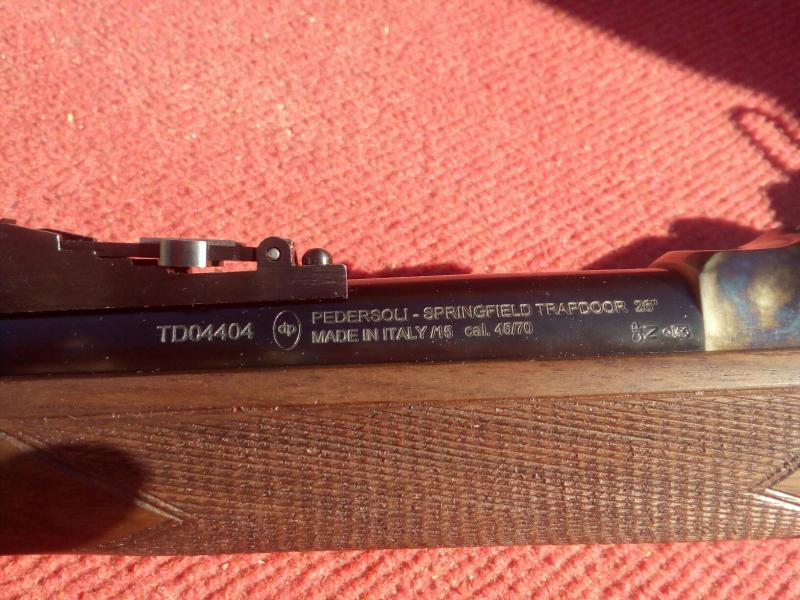 TD04404 dp PEDERSOLI - SPRINGFIELD TRAPDOOR 26"
MADE IN ITALY /15 cal. 45/70